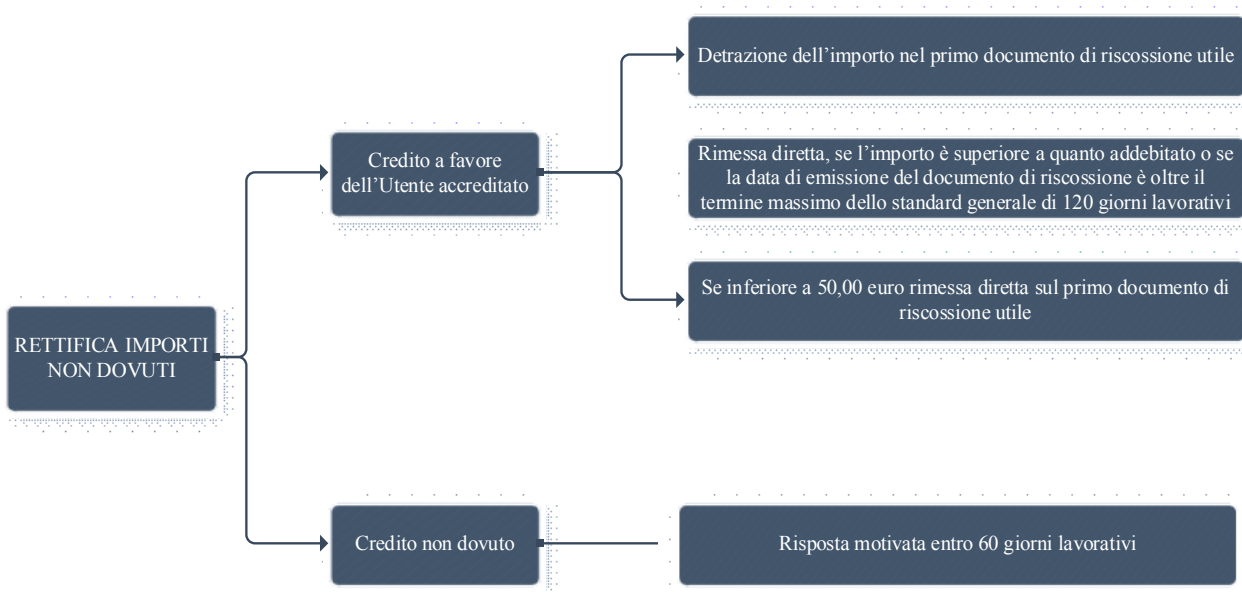 Detrazione dell'importo nel primo documento di riscossione utile
Credito a favore
dell'Utente accreditato
Rimessa diretta, se l'importo è superiore a quanto addebitato o se
la data di emissione del documento di riscossione è oltre il
termine massimo dello standard generale di 120 giorni lavorativi
Se inferiore a 50,00 euro rimessa diretta sul primo documento di
riscossione utile
RETTIFICA IMPORTI
NON DOVUTI
Credito non dovuto
Risposta motivata entro 60 giorni lavorativi